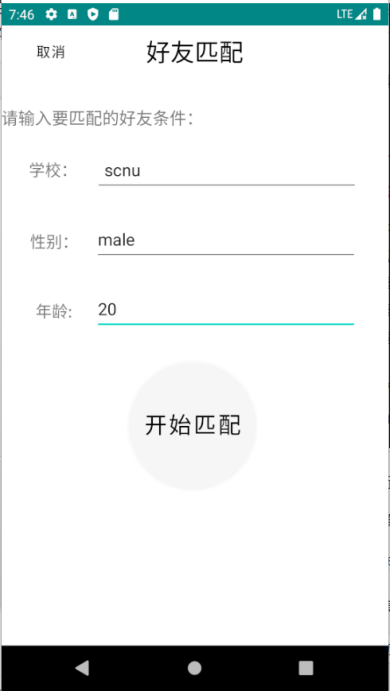 7:46 LTE
取消 好友匹配
请输入要匹配的好友条件：
学校： scnu
性别： male
年龄: 20
开始匹配